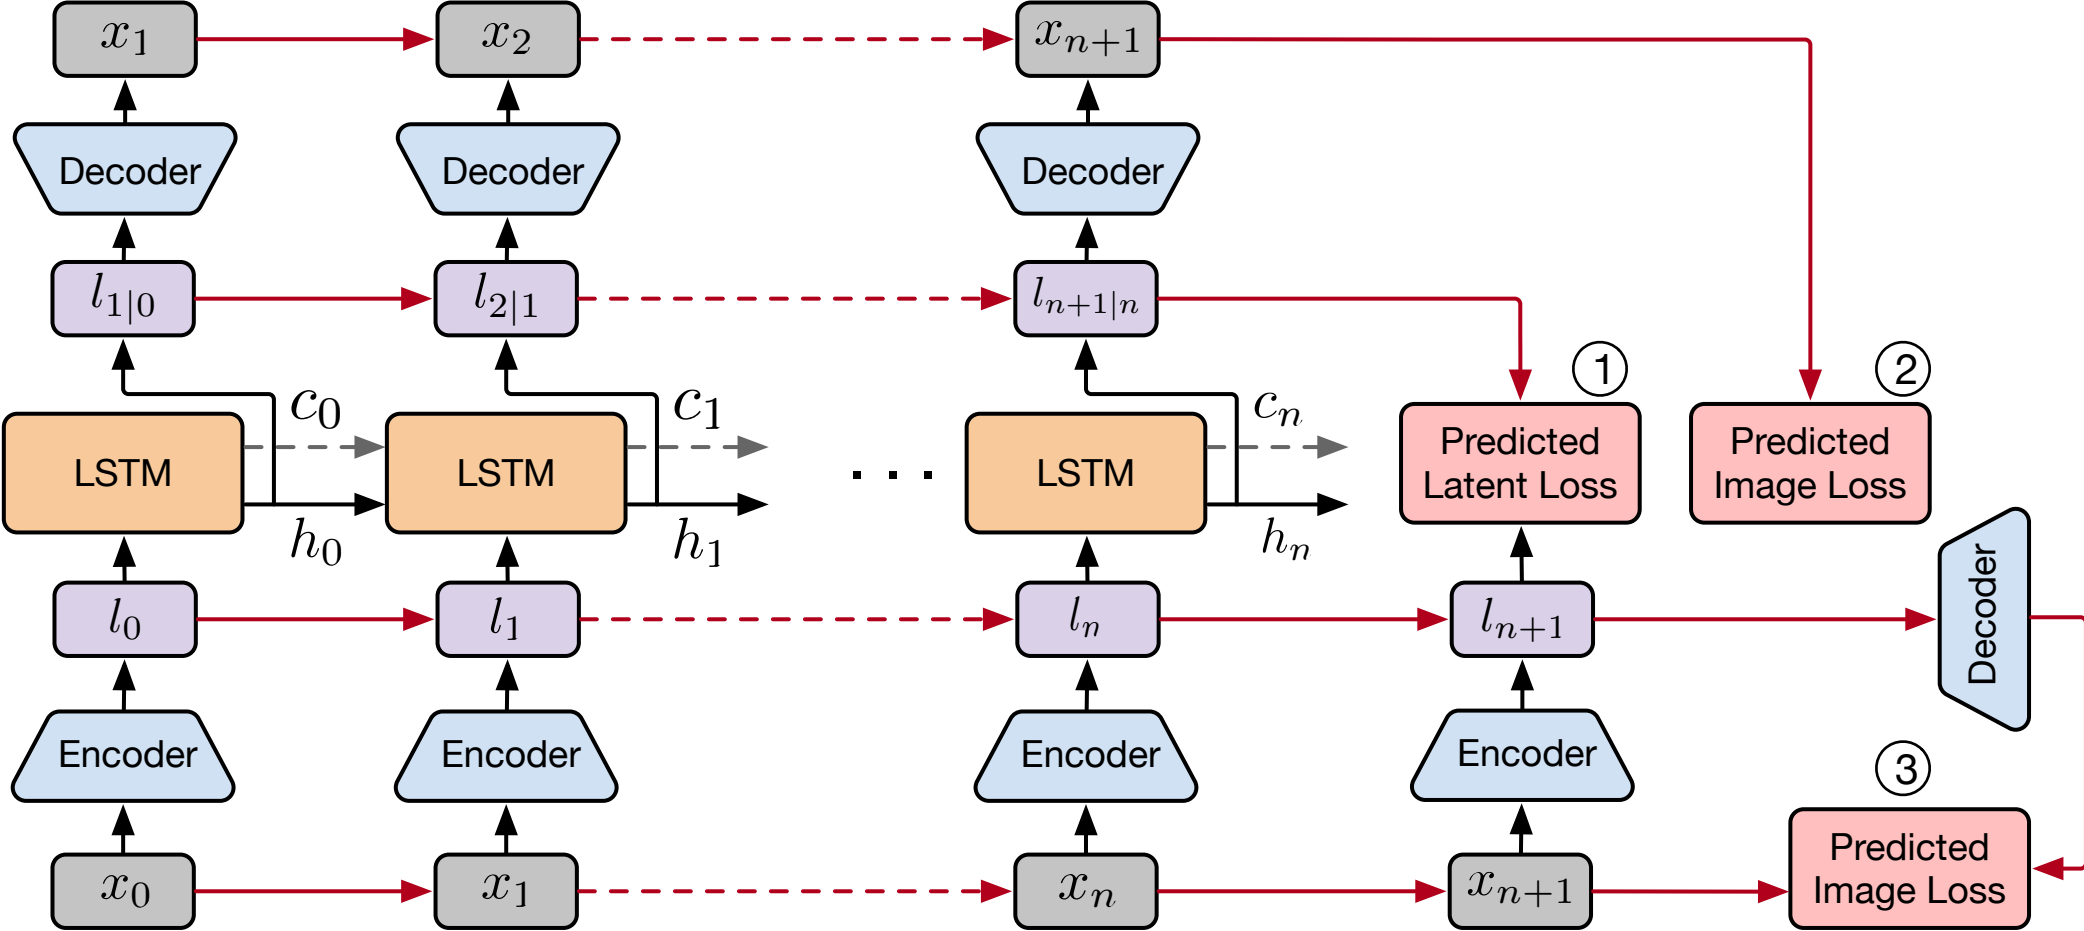 x_1 x_2 x_{n+1}
Decoder Decoder Decoder
l_{1|0} l_{2|1} l_{n+1|n}
1 2
c_0 c_1 c_n
LSTM LSTM . . . LSTM
Predicted
Latent Loss
Predicted
Image Loss
h_0 h_1 h_n
l_0 l_1 l_n l_{n+1}
Decoder
Encoder Encoder Encoder Encoder
3
x_0 x_1 x_n x_{n+1}
Predicted
Image Loss